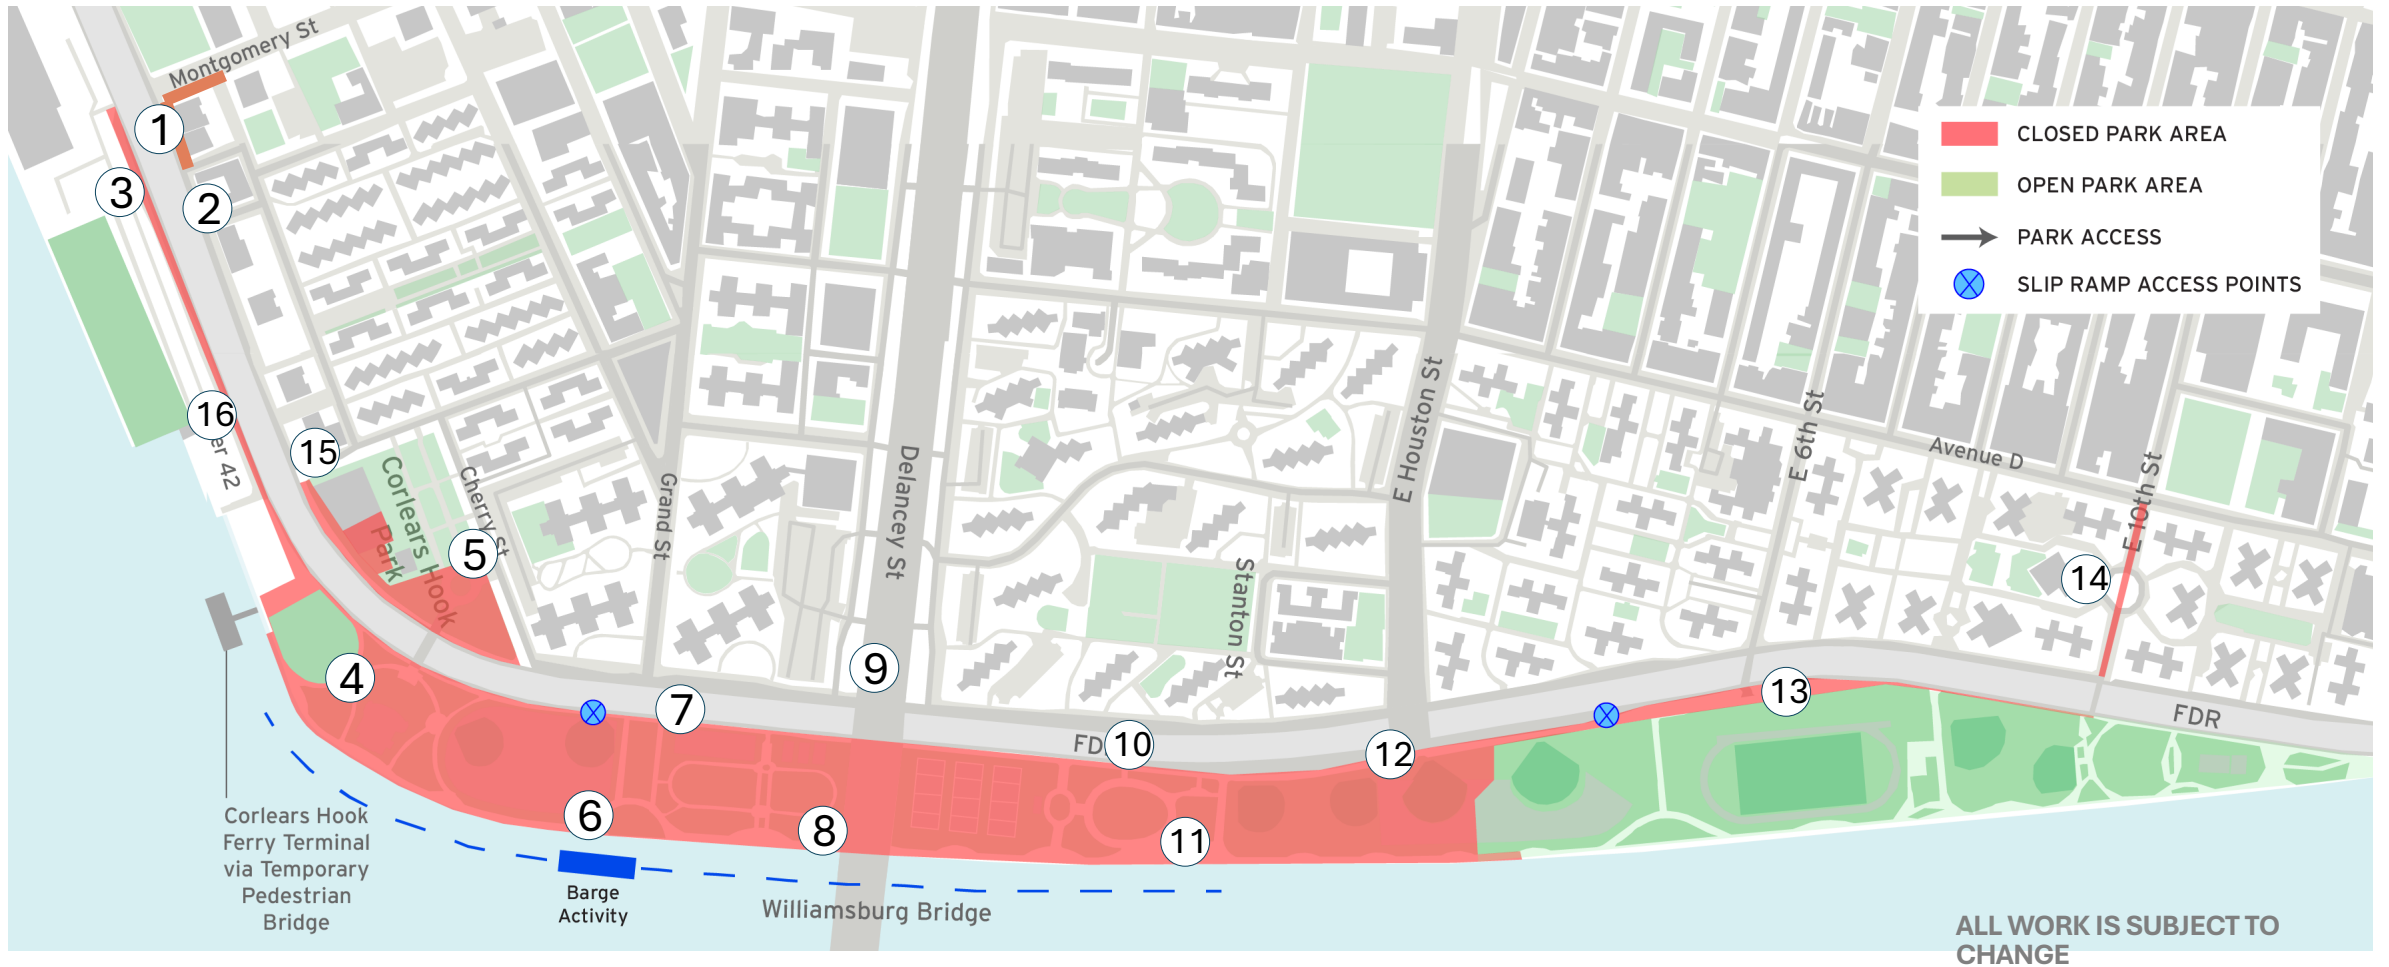 Montgomery St
1
3
2
CLOSED PARK AREA
OPEN PARK AREA
PARK ACCESS
SLIP RAMP ACCESS POINTS
16
er 42
15
Corlears Hook
Park
Cherry St
5
Grand St
Delancey St
E Houston St
E 6th St
Avenue D
E 10th St
14
Stanton St
4
7
9
FD
10
12
13
FDR
6
8
11
Corlears Hook
Ferry Terminal
via Temporary
Pedestrian
Bridge
Barge
Activity
Williamsburg Bridge
ALL WORK IS SUBJECT TO
CHANGE